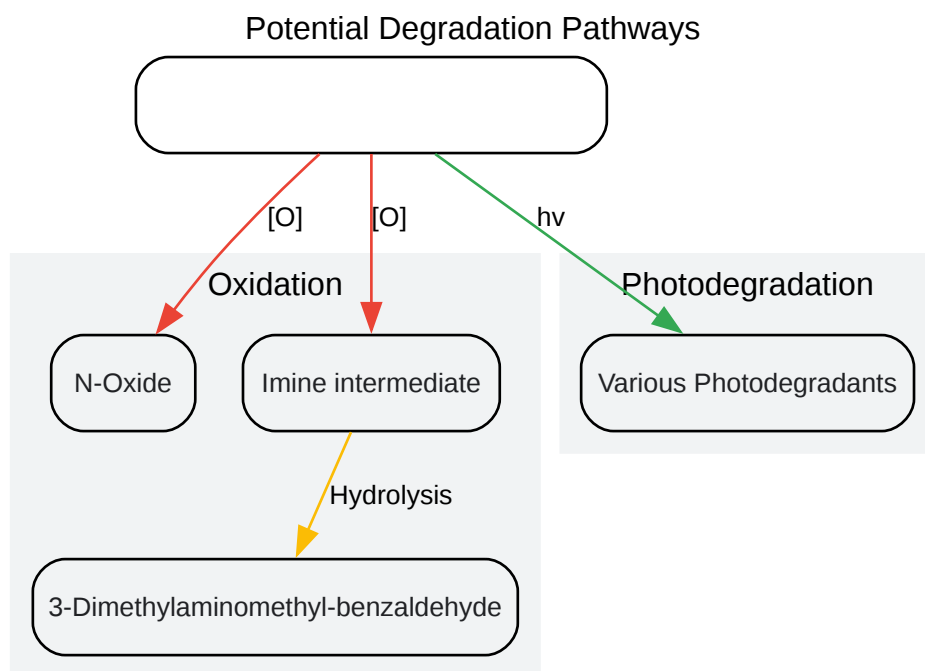 Potential Degradation Pathways
[O]
[O]
hv
Oxidation
Photodegradation
N-Oxide
Imine intermediate
Various Photodegradants
Hydrolysis
3-Dimethylaminomethyl-benzaldehyde